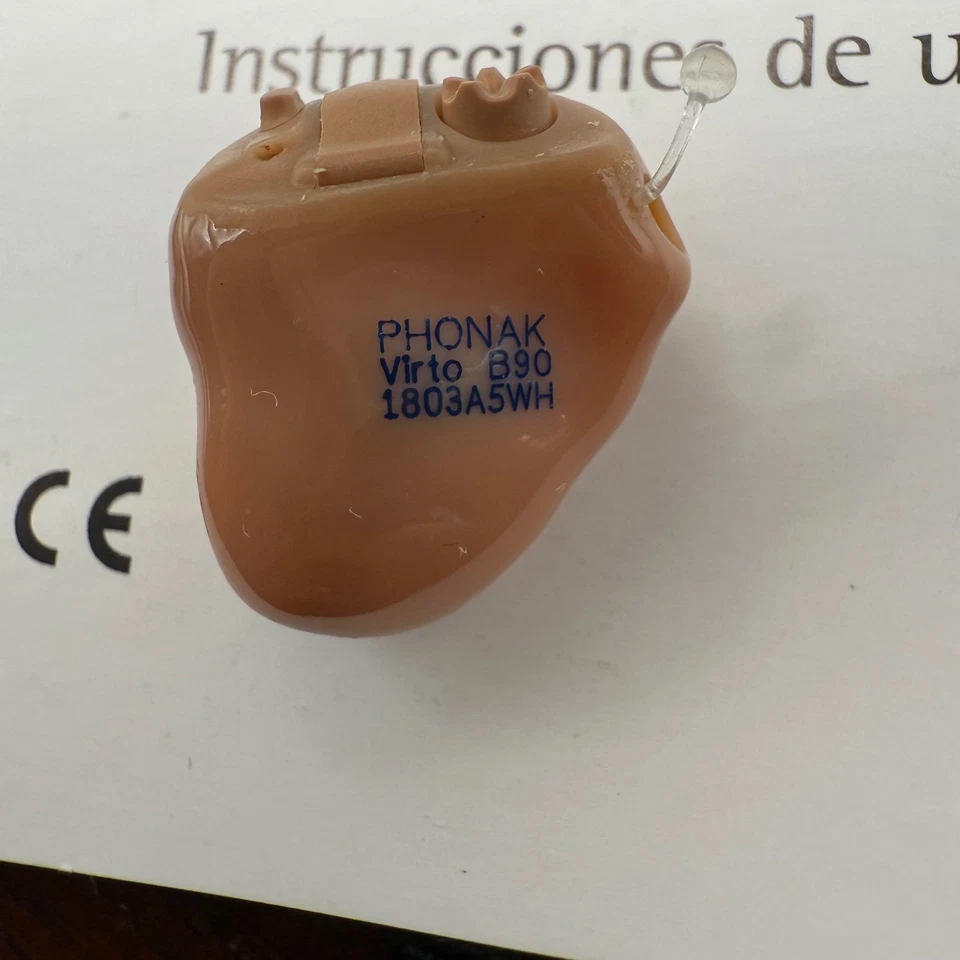 Instrucciones de u
PHONAK
Virto B90
1803A5WH
CE